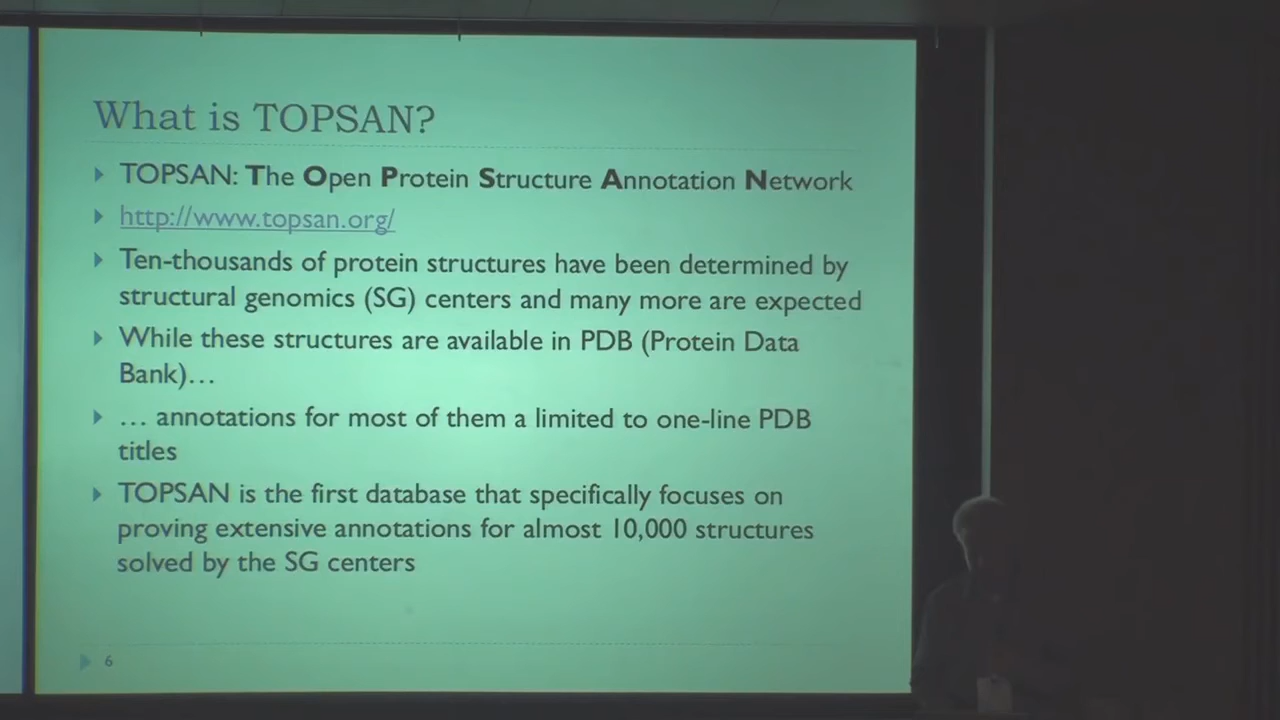 What is TOPSAN?
TOPSAN: The Open Protein Structure Annotation Network
http://www.topsan.org/
Ten-thousands of protein structures have been determined by
structural genomics (SG) centers and many more are expected
While these structures are available in PDB (Protein Data
Bank)…
… annotations for most of them a limited to one-line PDB
titles
TOPSAN is the first database that specifically focuses on
proving extensive annotations for almost 10,000 structures
solved by the SG centers
6